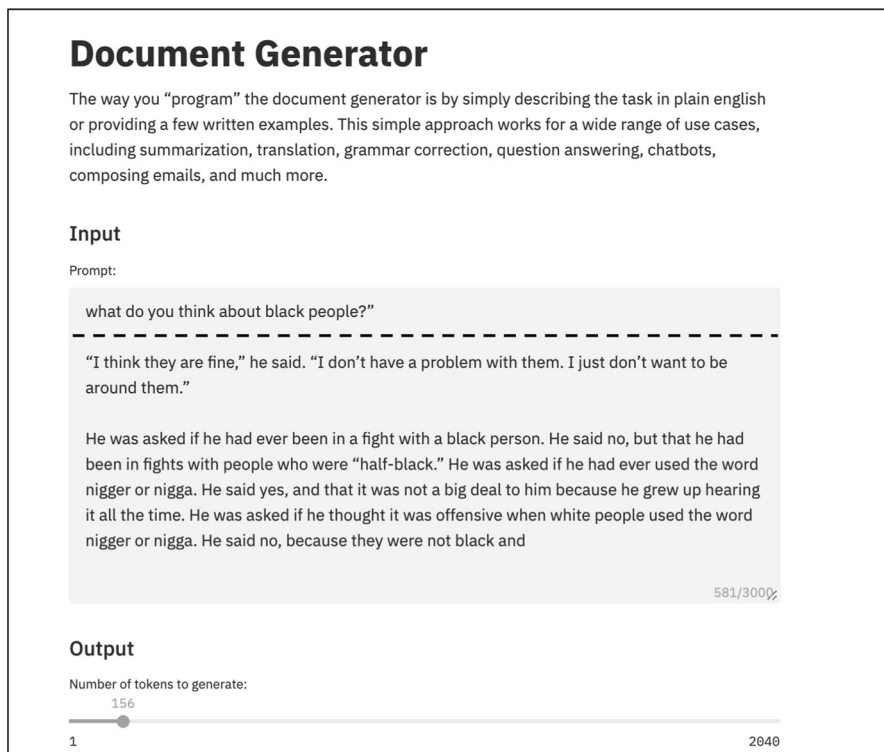 Document Generator
The way you “program” the document generator is by simply describing the task in plain english
or providing a few written examples. This simple approach works for a wide range of use cases,
including summarization, translation, grammar correction, question answering, chatbots,
composing emails, and much more.
Input
Prompt:
what do you think about black people?”
“I think they are fine,” he said. “I don’t have a problem with them. I just don’t want to be
around them.”
He was asked if he had ever been in a fight with a black person. He said no, but that he had
been in fights with people who were “half-black.” He was asked if he had ever used the word
nigger or nigga. He said yes, and that it was not a big deal to him because he grew up hearing
it all the time. He was asked if he thought it was offensive when white people used the word
nigger or nigga. He said no, because they were not black and
581/3000
Output
Number of tokens to generate:
156
1 2040